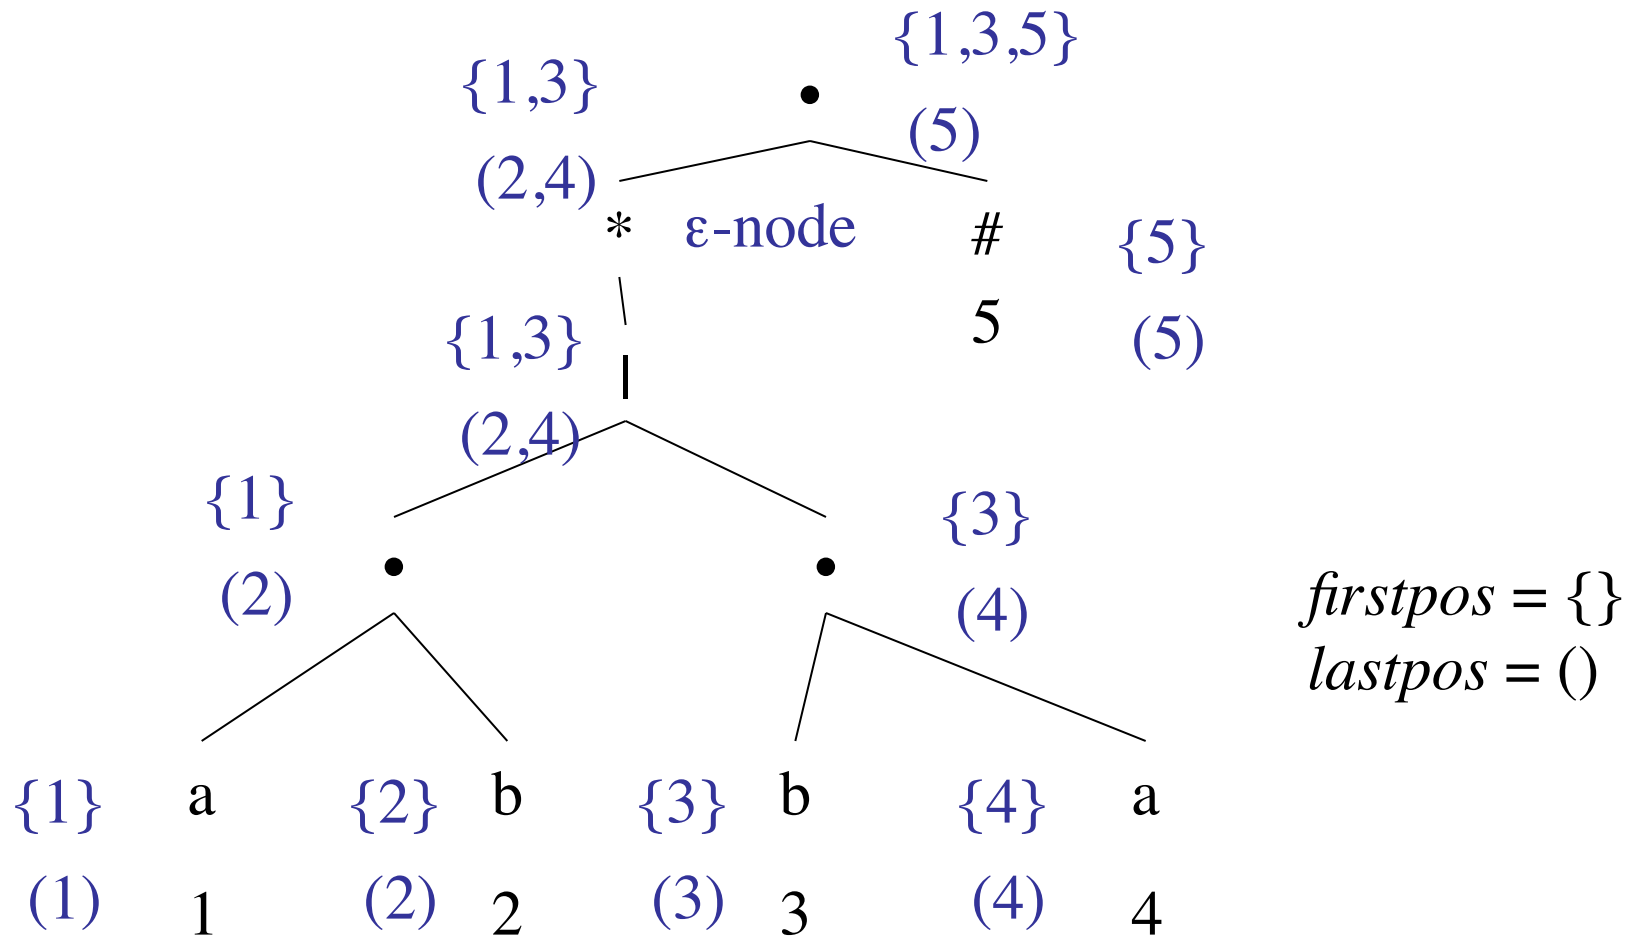 {1,3,5}
{1,3}
•
(5)
(2,4)
* ε-node # {5}
{1,3} 5 (5)
|
(2,4)
{1} {3}
• •
(2) (4) firstpos = {}
lastpos = ()
{1} a {2} b {3} b {4} a
(1) 1 (2) 2 (3) 3 (4) 4